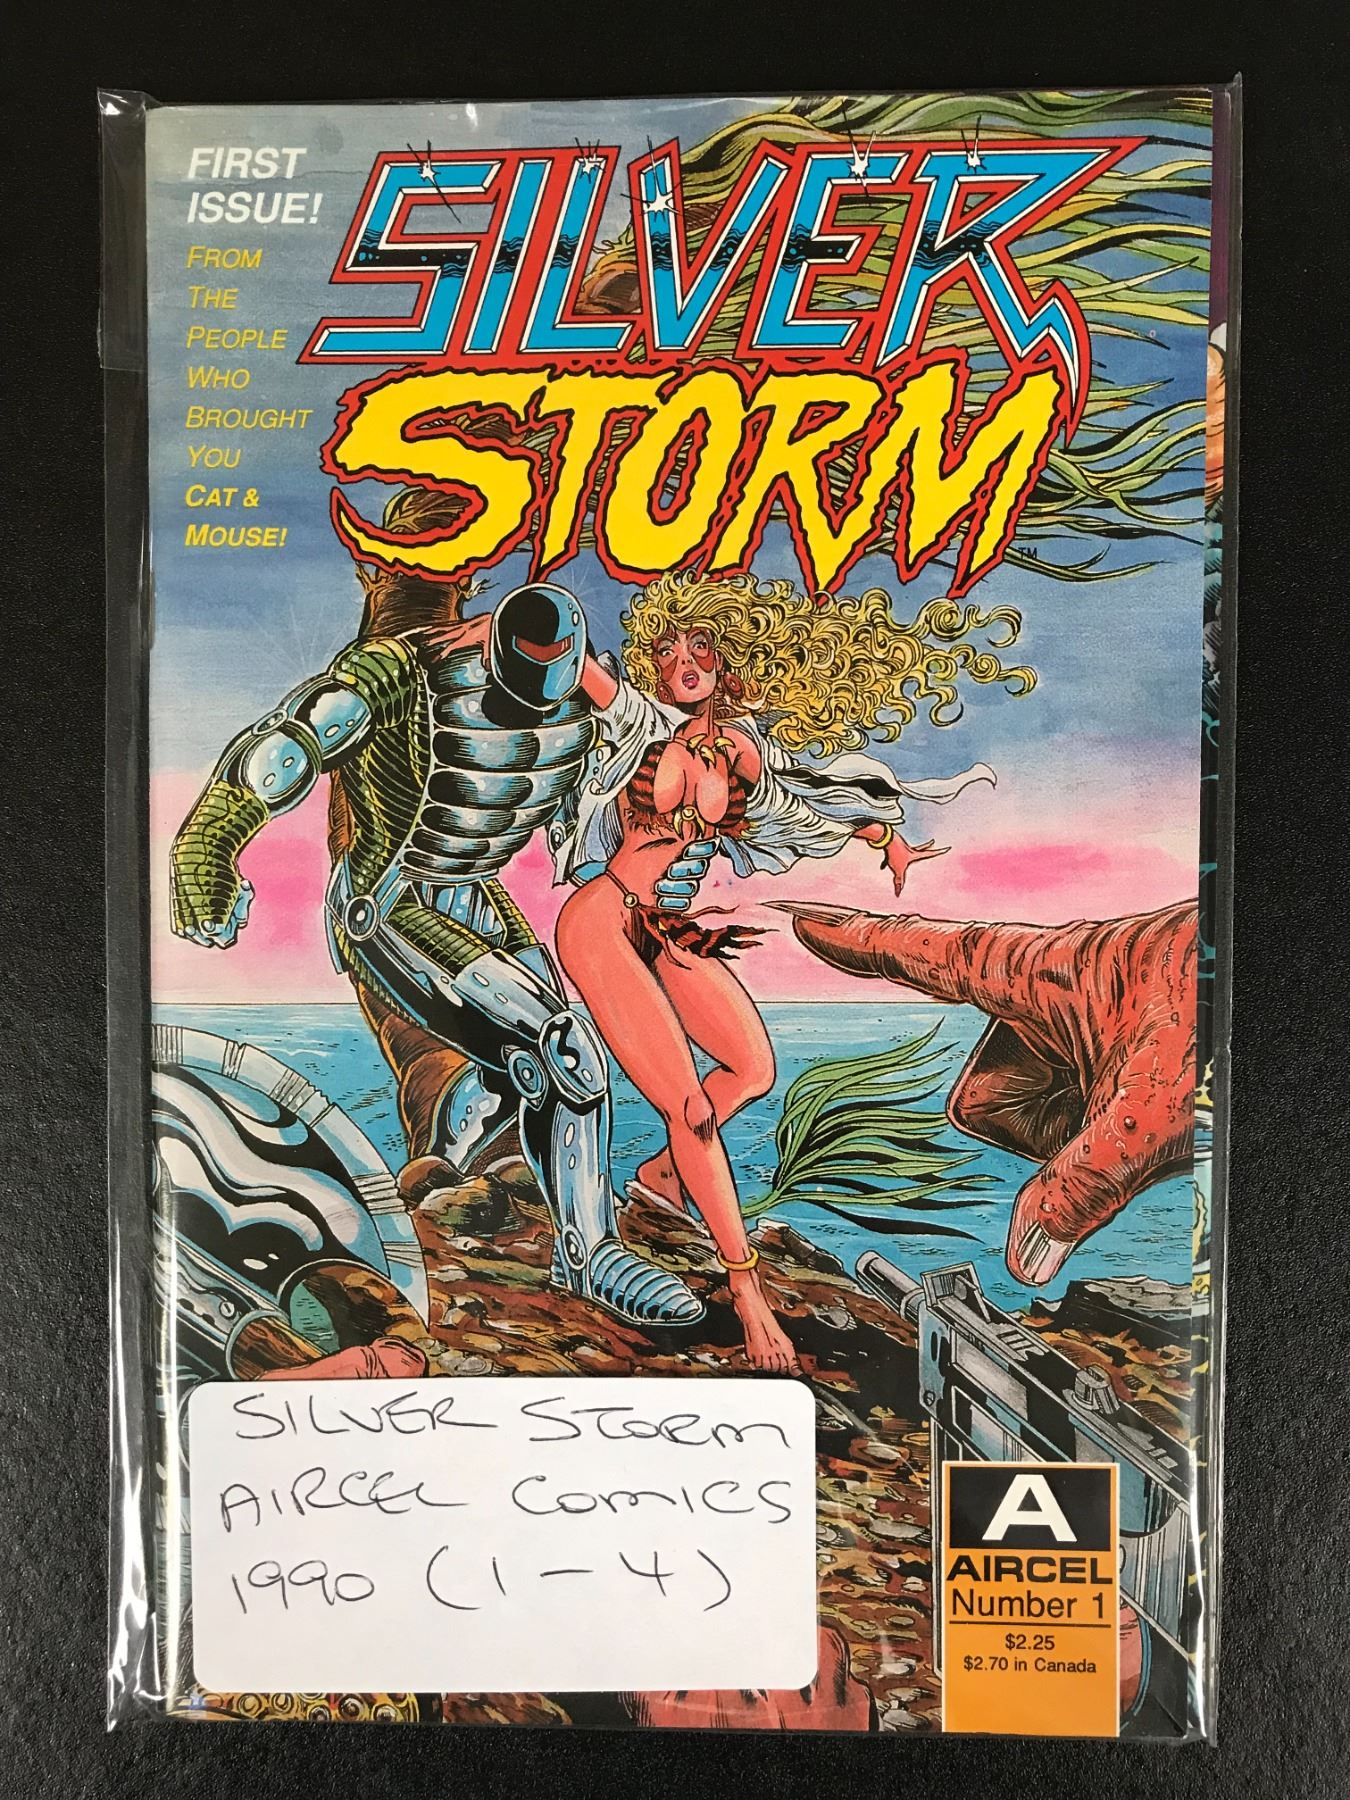 FIRST
ISSUE!
FROM
THE
PEOPLE
WHO
BROUGHT
YOU
CAT &
MOUSE!
SILVER
STORM
TM
SILVER STORM
AIRCEL COMICS
1990 (1-4)
A
AIRCEL
Number 1
$2.25
$2.70 in Canada